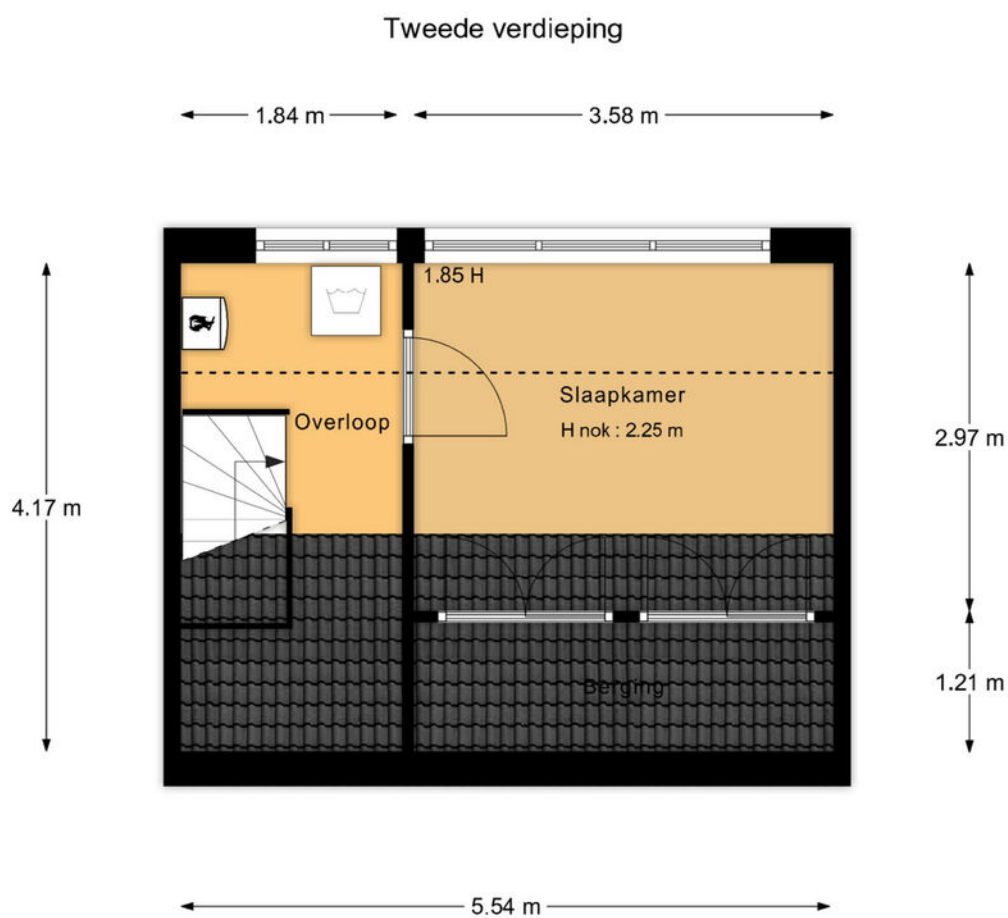 Tweede verdieping
1.84 m
3.58 m
1.85 H
Slaapkamer
Overloop
H nok : 2.25 m
2.97 m
4.17 m
1.21 m
Berging
5.54 m